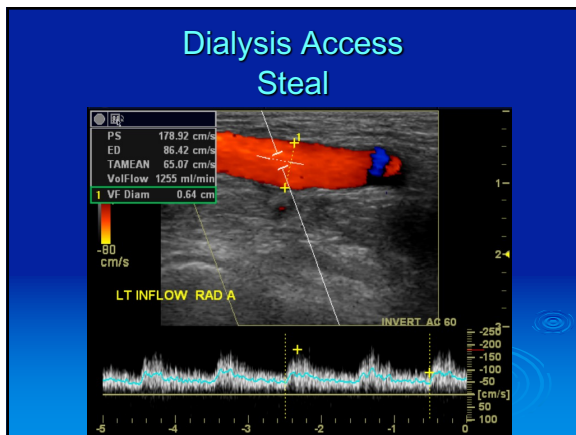 Dialysis Access
Steal
PS 178.92 cm/s
ED 86.42 cm/s
TAMEAN 65.07 cm/s
VolFlow 1255 ml/min
1 VF Diam 0.64 cm
1
-80
cm/s
1
2
3
LT INFLOW RAD A
INVERT AC 60
-250
-200
-150
-100
-50
[cm/s]
50
100
-5 -4 -3 -2 -1 0